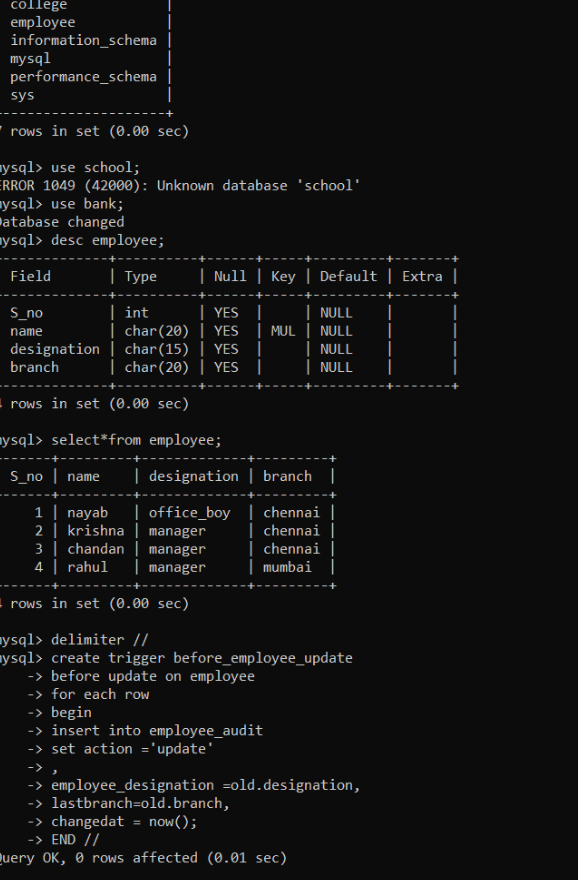 college |
employee |
information_schema |
mysql |
performance_schema |
sys |
--------------------+
rows in set (0.00 sec)
mysql> use school;
ERROR 1049 (42000): Unknown database 'school'
mysql> use bank;
Database changed
mysql> desc employee;
-------------+----------+------+-----+---------+-------+
Field | Type | Null | Key | Default | Extra |
-------------+----------+------+-----+---------+-------+
S_no | int | YES | | NULL | |
name | char(20) | YES | MUL | NULL | |
designation | char(15) | YES | | NULL | |
branch | char(20) | YES | | NULL | |
-------------+----------+------+-----+---------+-------+
4 rows in set (0.00 sec)
mysql> select*from employee;
------+---------+-------------+---------+
S_no | name | designation | branch |
------+---------+-------------+---------+
1 | nayab | office_boy | chennai |
2 | krishna | manager | chennai |
3 | chandan | manager | chennai |
4 | rahul | manager | mumbai |
------+---------+-------------+---------+
4 rows in set (0.00 sec)
mysql> delimiter //
mysql> create trigger before_employee_update
-> before update on employee
-> for each row
-> begin
-> insert into employee_audit
-> set action ='update'
-> ,
-> employee_designation =old.designation,
-> lastbranch=old.branch,
-> changedat = now();
-> END //
Query OK, 0 rows affected (0.01 sec)